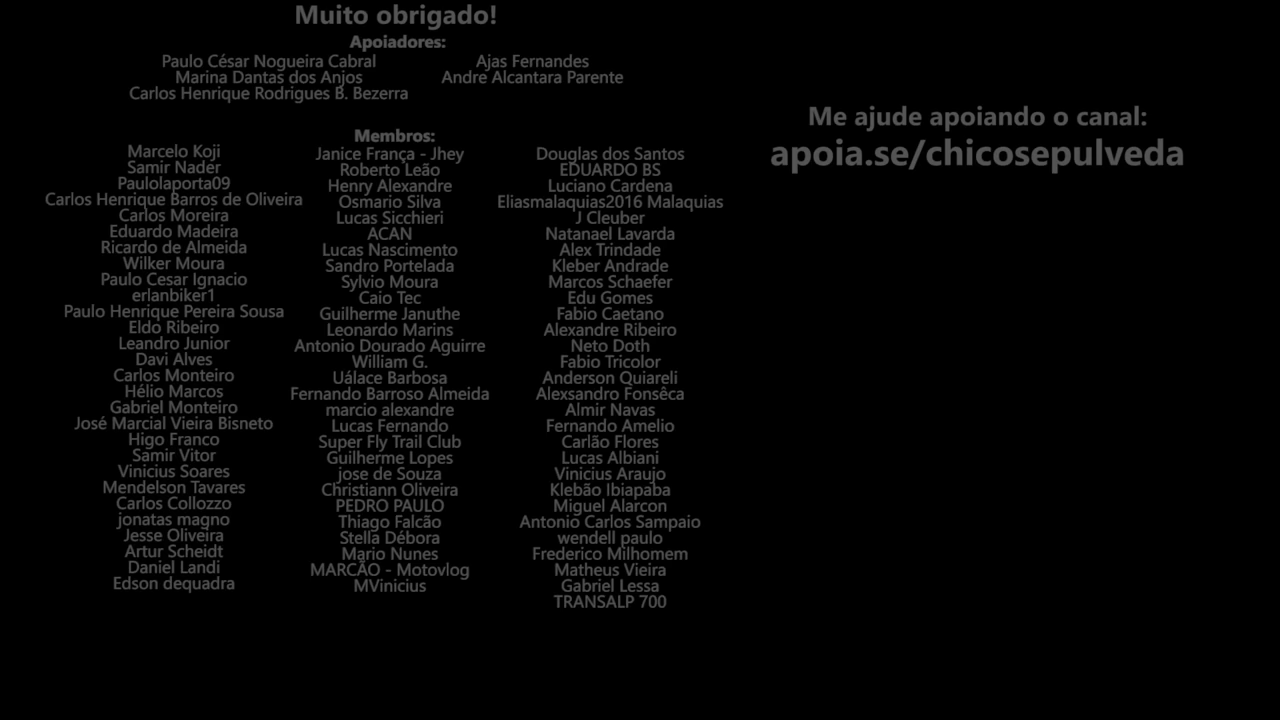 Muito obrigado!
Apoiadores:
Paulo César Nogueira Cabral
Marina Dantas dos Anjos
Carlos Henrique Rodrigues B. Bezerra
Ajas Fernandes
Andre Alcantara Parente
Membros:
Marcelo Koji
Samir Nader
Paulolaporta09
Carlos Henrique Barros de Oliveira
Carlos Moreira
Eduardo Madeira
Ricardo de Almeida
Wilker Moura
Paulo Cesar Ignacio
erlanbiker1
Paulo Henrique Pereira Sousa
Eldo Ribeiro
Leandro Junior
Davi Alves
Carlos Monteiro
Hélio Marcos
Gabriel Monteiro
José Marcial Vieira Bisneto
Higo Franco
Samir Vitor
Vinicius Soares
Mendelson Tavares
Carlos Collozzo
jonatas magno
Jesse Oliveira
Artur Scheidt
Daniel Landi
Edson dequadra
Janice França - Jhey
Roberto Leão
Henry Alexandre
Osmario Silva
Lucas Sicchieri
ACAN
Lucas Nascimento
Sandro Portelada
Sylvio Moura
Caio Tec
Guilherme Januthe
Leonardo Marins
Antonio Dourado Aguirre
William G.
Uálace Barbosa
Fernando Barroso Almeida
marcio alexandre
Lucas Fernando
Super Fly Trail Club
Guilherme Lopes
jose de Souza
Christiann Oliveira
PEDRO PAULO
Thiago Falcão
Stella Débora
Mario Nunes
MARCÃO - Motovlog
MVinicius
Douglas dos Santos
EDUARDO BS
Luciano Cardena
Eliasmalaquias2016 Malaquias
J Cleuber
Natanael Lavarda
Alex Trindade
Kleber Andrade
Marcos Schaefer
Edu Gomes
Fabio Caetano
Alexandre Ribeiro
Neto Doth
Fabio Tricolor
Anderson Quiareli
Alexsandro Fonsêca
Almir Navas
Fernando Amelio
Carlão Flores
Lucas Albiani
Vinicius Araujo
Klebão Ibiapaba
Miguel Alarcon
Antonio Carlos Sampaio
wendell paulo
Frederico Milhomem
Matheus Vieira
Gabriel Lessa
TRANSALP 700
Me ajude apoiando o canal:
apoia.se/chicosepulveda